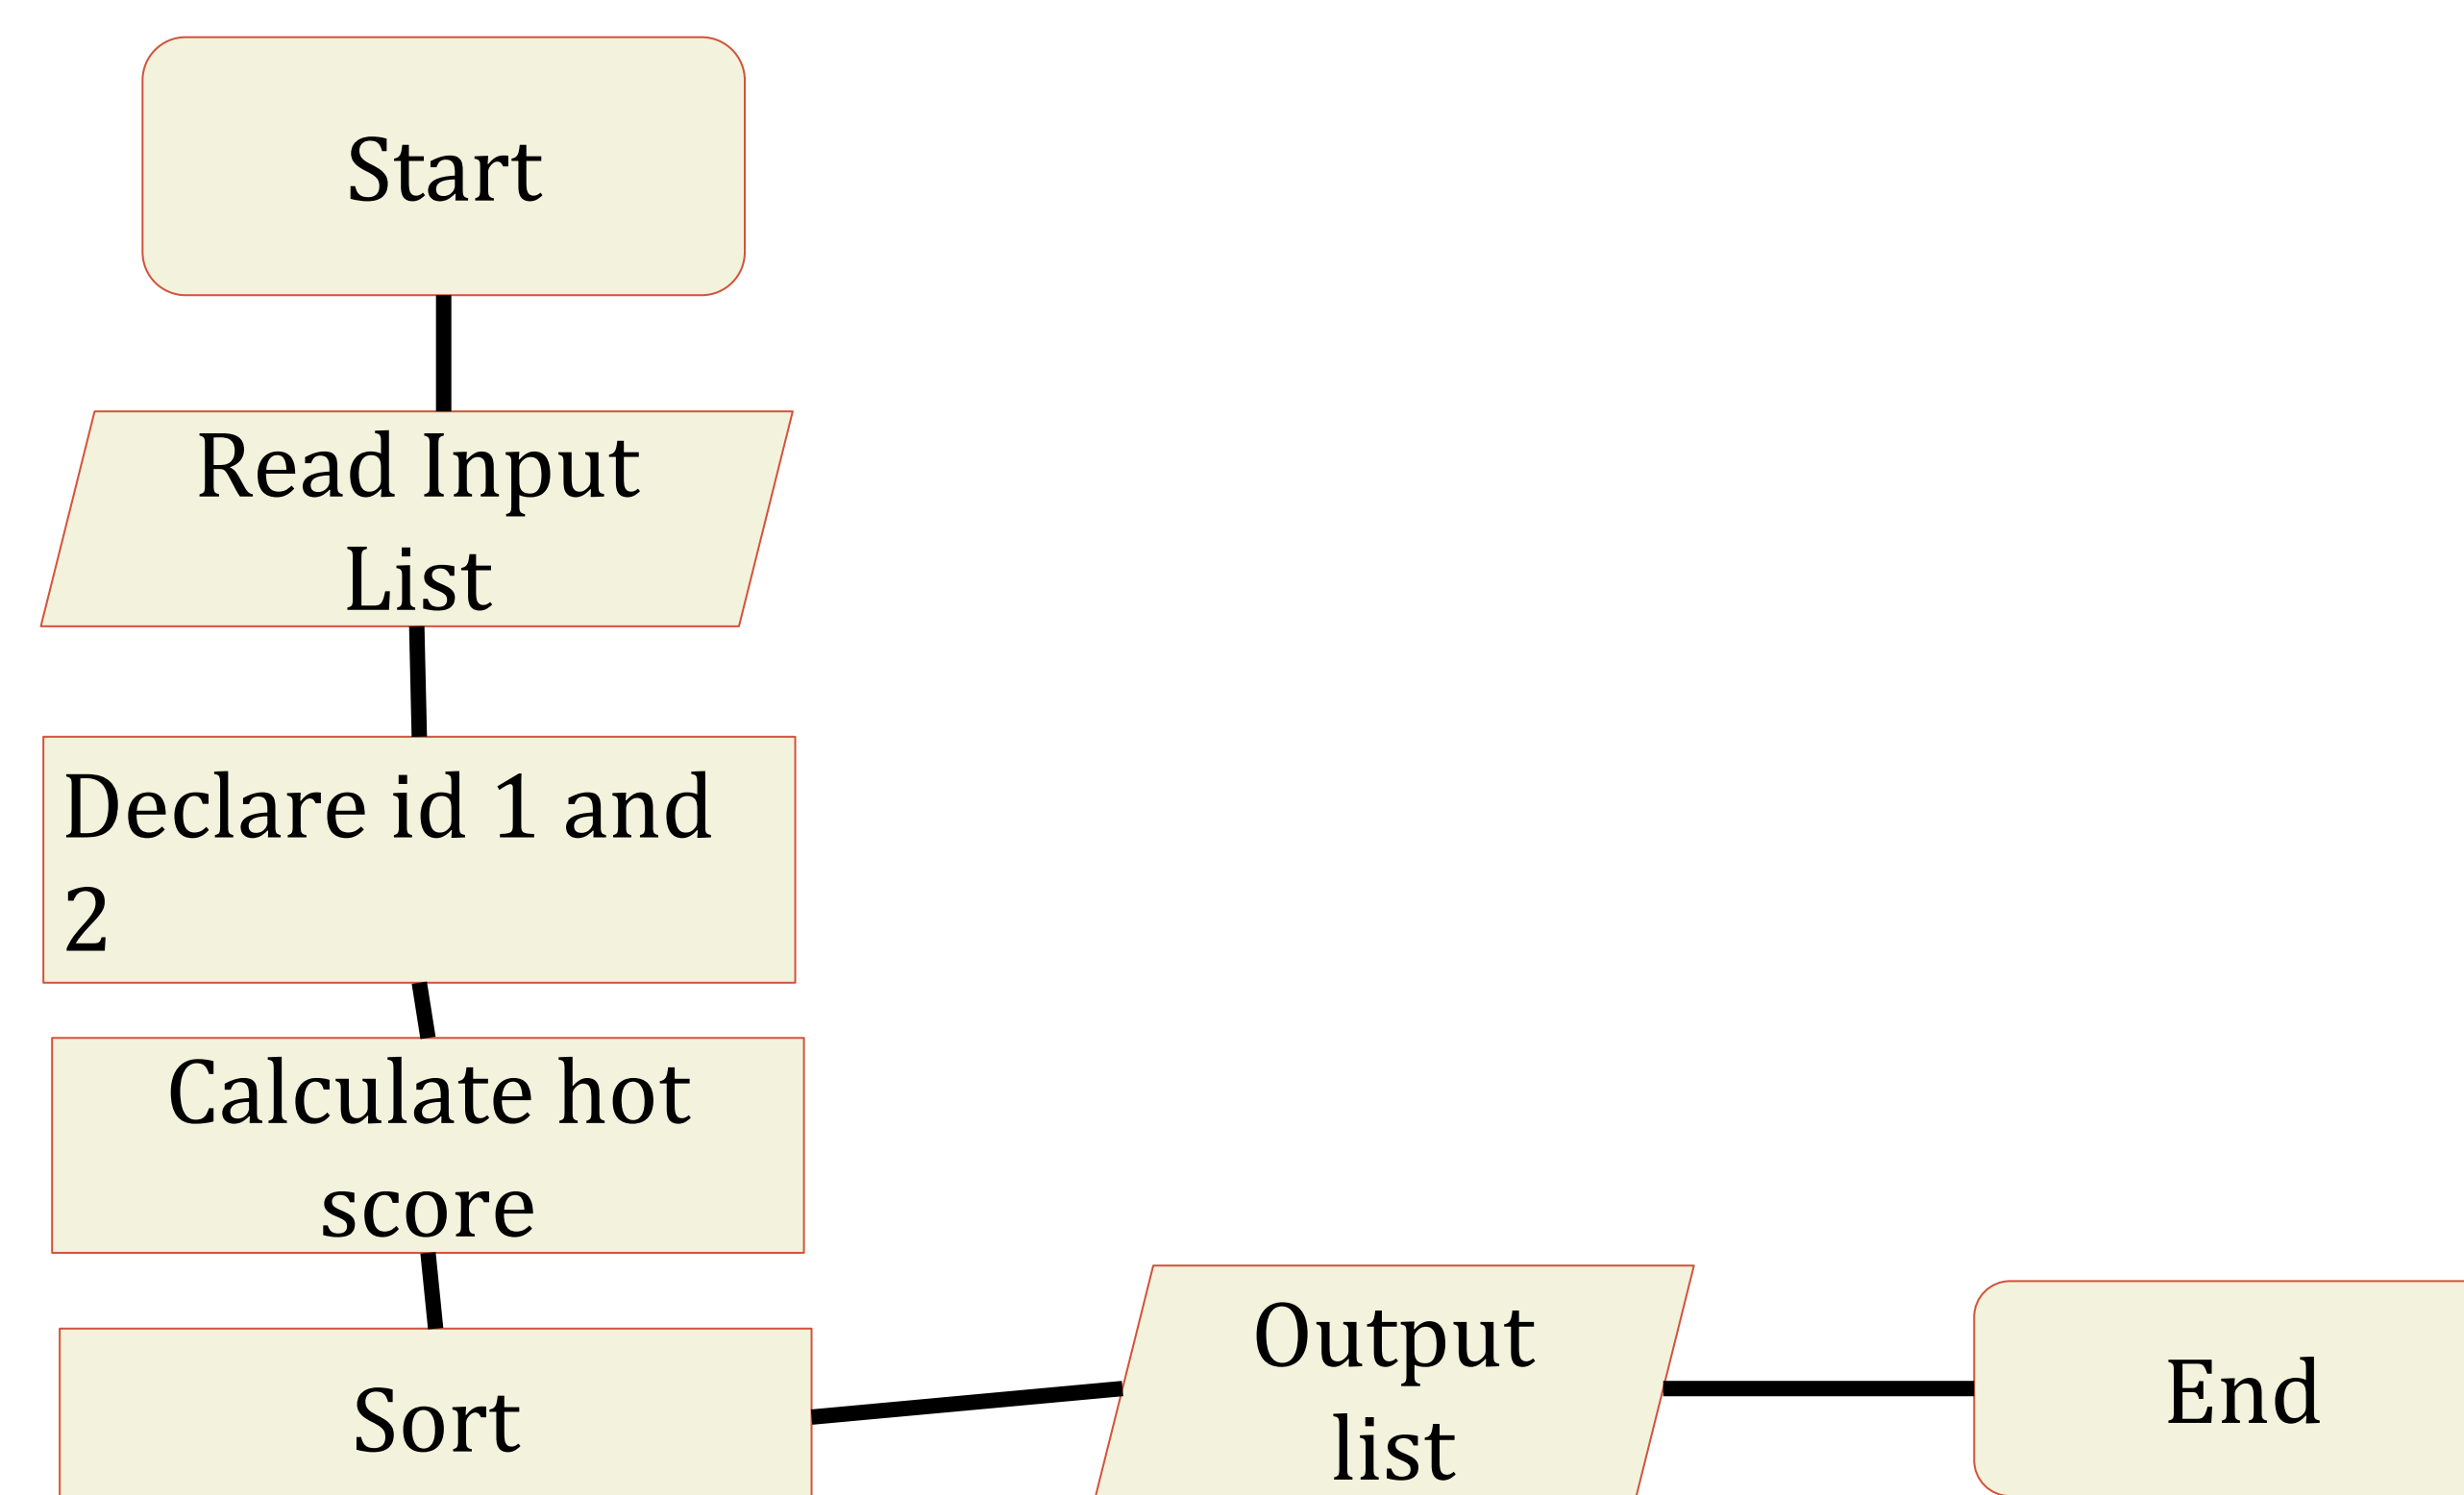 Start
Read Input
List
Declare id 1 and
2
Calculate hot
score
Sort
Output
list
End